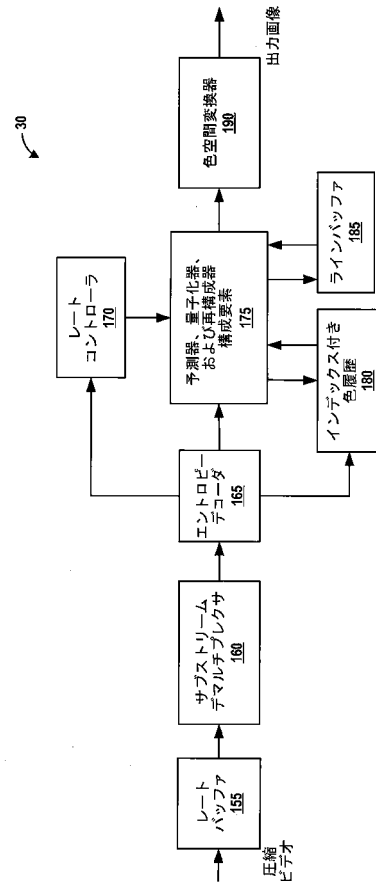 30
圧縮
ビデオ
レート
バッファ
155
サブストリーム
デマルチプレクサ
160
エントロピー
デコーダ
165
レート
コントローラ
170
予測器、量子化器、
および再構成器
構成要素
175
インデックス付き
色履歴
180
ラインバッファ
185
色空間変換器
190
出力画像